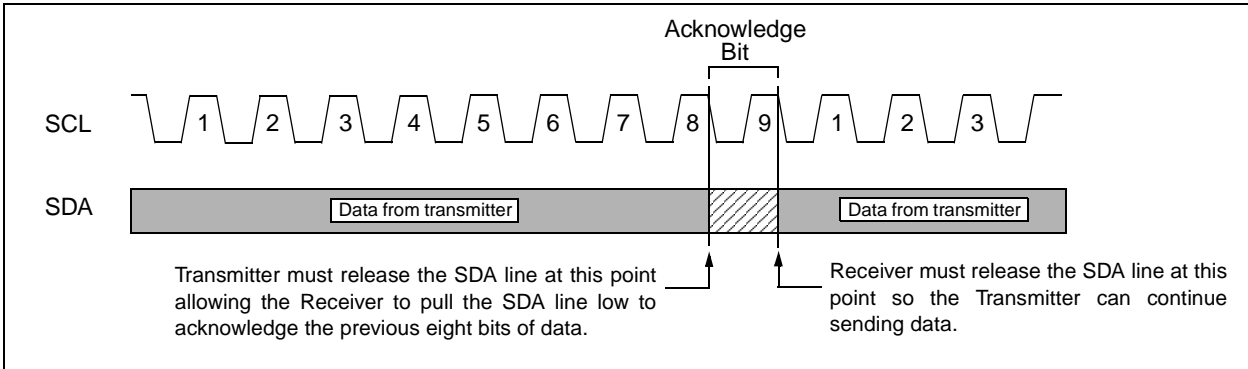 Acknowledge
Bit
SCL
1 2 3 4 5 6 7 8 9 1 2 3
SDA
Data from transmitter
Data from transmitter
Transmitter must release the SDA line at this point
allowing the Receiver to pull the SDA line low to
acknowledge the previous eight bits of data.
Receiver must release the SDA line at this
point so the Transmitter can continue
sending data.